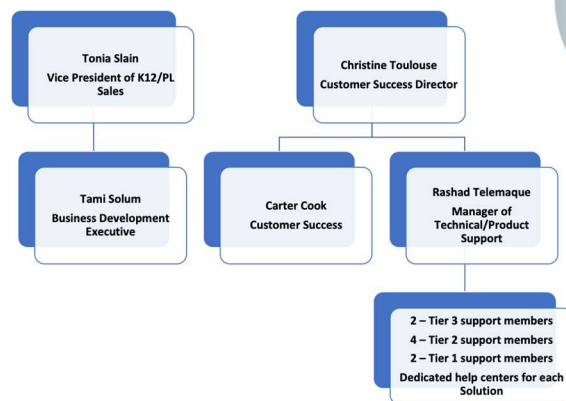 Tonia Slain
Vice President of K12/PL
Sales
Christine Toulouse
Customer Success Director
Tami Solum
Business Development
Executive
Carter Cook
Customer Success
Rashad Telemaque
Manager of
Technical/Product
Support
2 – Tier 3 support members
4 – Tier 2 support members
2 – Tier 1 support members
Dedicated help centers for each
Solution